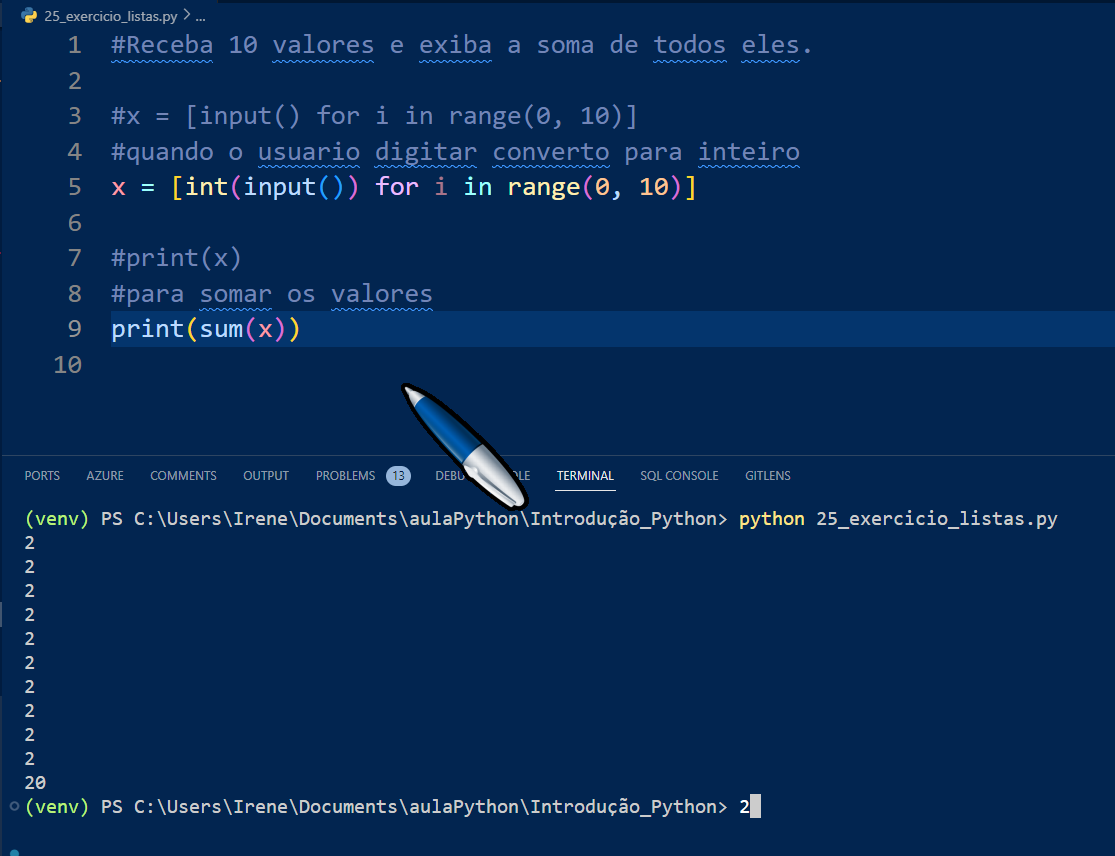 25_exercicio_listas.py > ...
1 #Receba 10 valores e exiba a soma de todos eles.
2
3 #x = [input() for i in range(0, 10)]
4 #quando o usuario digitar converto para inteiro
5 x = [int(input()) for i in range(0, 10)]
6
7 #print(x)
8 #para somar os valores
9 print(sum(x))
10
PORTS AZURE COMMENTS OUTPUT PROBLEMS 13 TERMINAL SQL CONSOLE GITLENS
(venv) PS C:\Users\Irene\Documents\aulaPython\Introdução_Python> python 25_exercicio_listas.py
2
2
2
2
2
2
2
2
2
2
20
(venv) PS C:\Users\Irene\Documents\aulaPython\Introdução_Python> 2